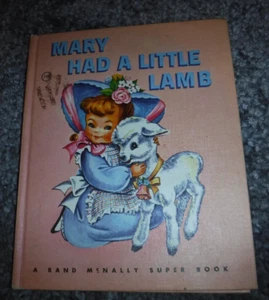 MARY
HAD A LITTLE
LAMB
A RAND McNALLY SUPER BOOK